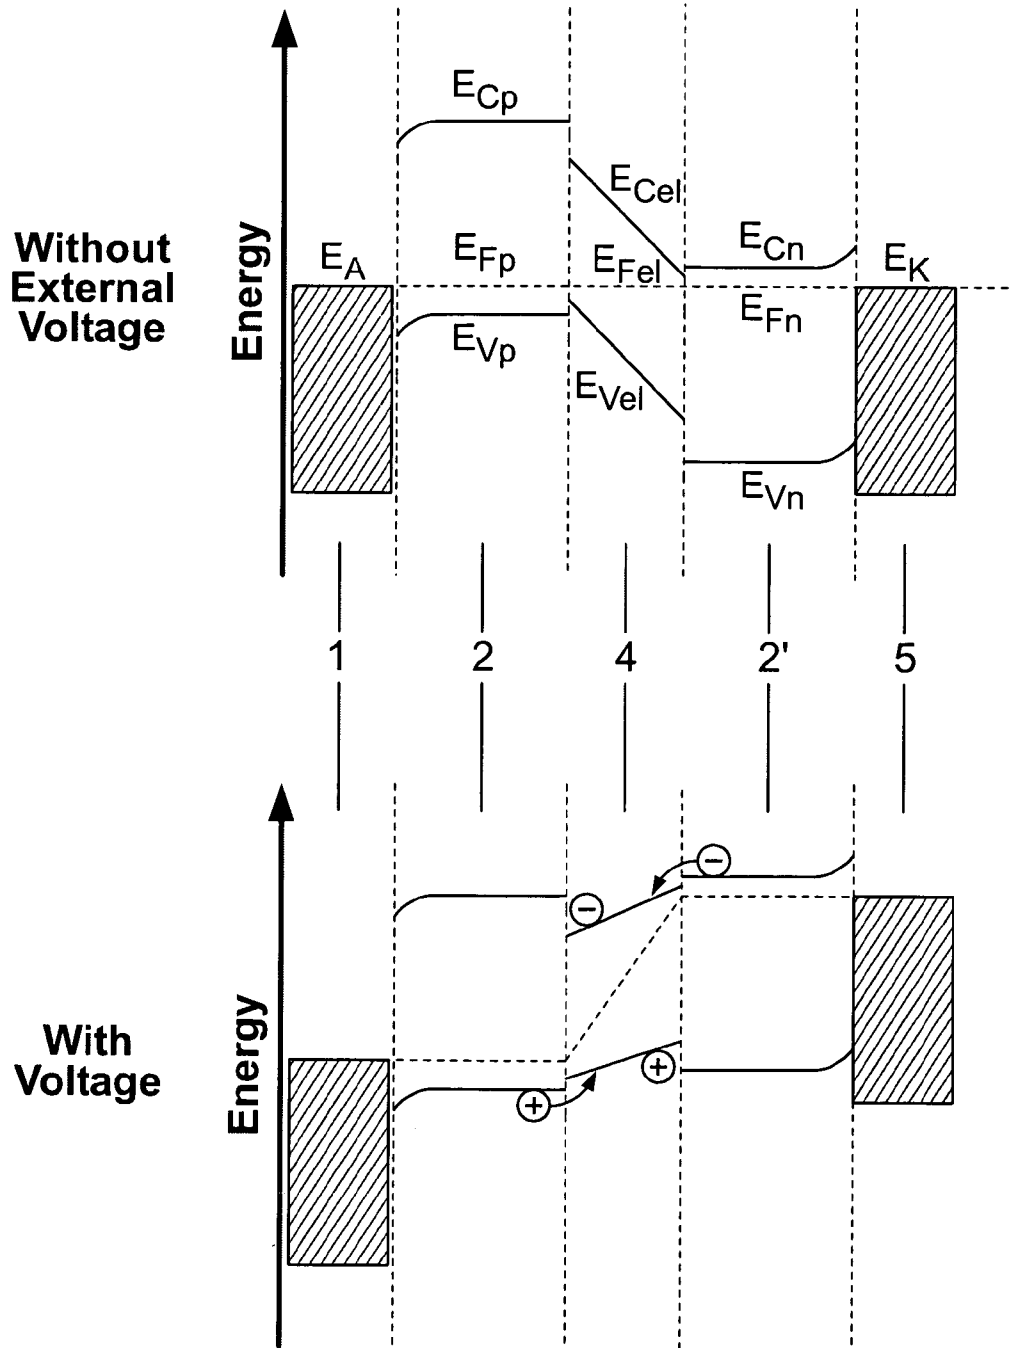 Without
External
Voltage
Energy
E_Cp
E_Cel
E_A
E_Fp
E_Fel
E_Cn
E_K
E_Fn
E_Vp
E_Vel
E_Vn
1
2
4
2'
5
With
Voltage
Energy
−
−
+
+